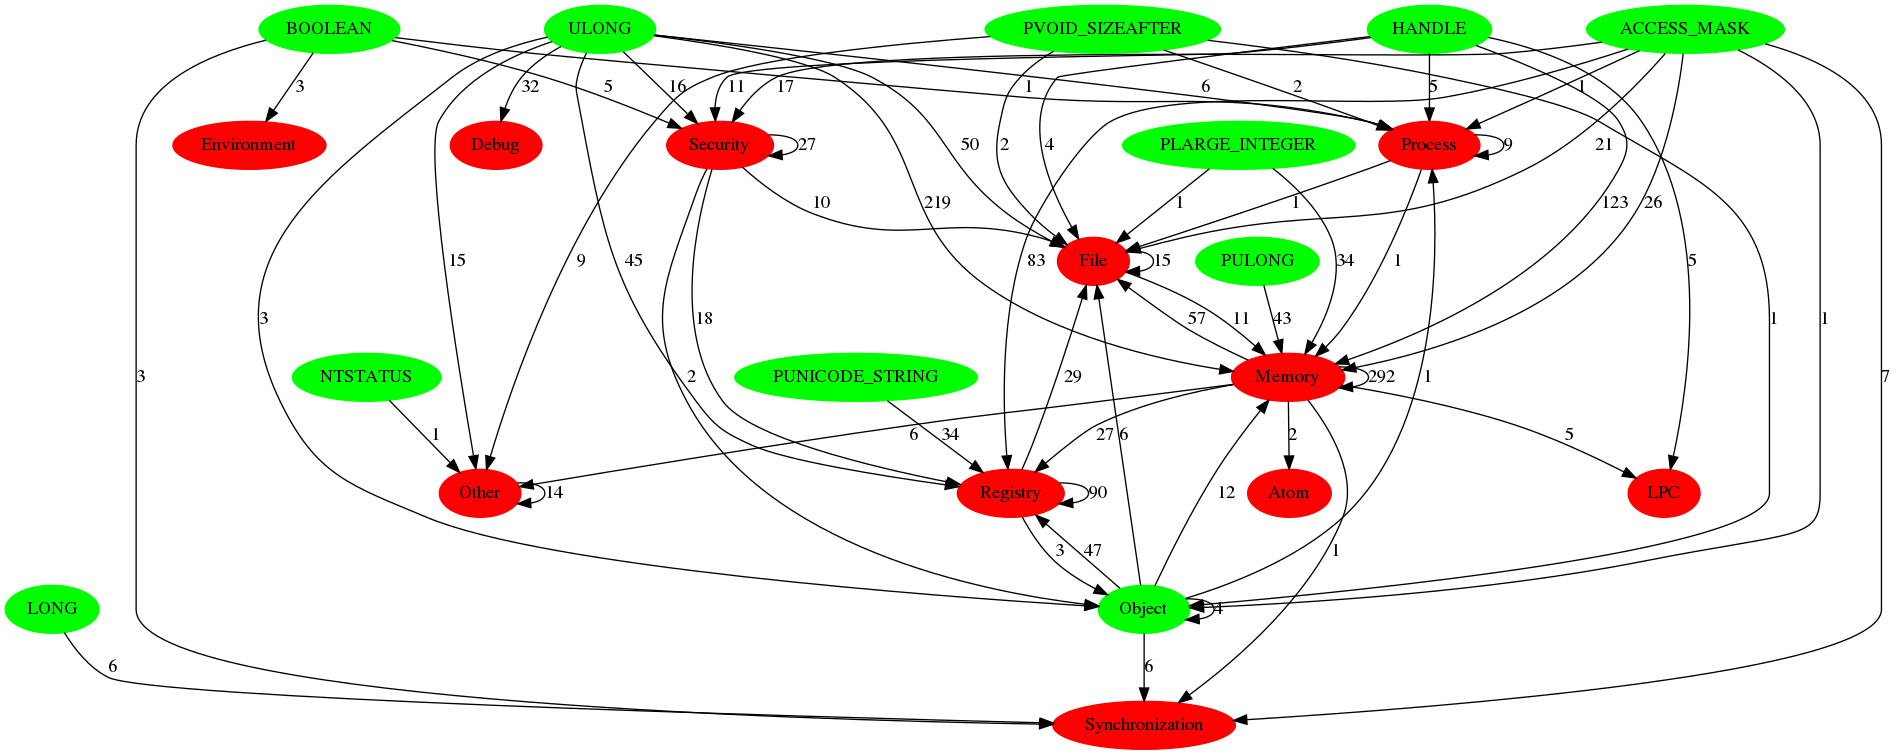 BOOLEAN
ULONG
PVOID_SIZEAFTER
HANDLE
ACCESS_MASK
3
32
5
16
11
17
6
1
2
5
1
Environment
Debug
Security
27
50
2
4
PLARGE_INTEGER
Process
9
21
219
10
1
123
26
3
15
9
45
83
File
15
PULONG
34
1
5
18
57
11
43
1
1
3
NTSTATUS
2
PUNICODE_STRING
29
Memory
292
1
7
1
34
6
27
2
5
6
Other
14
Registry
90
12
Atom
LPC
3
47
1
LONG
Object
4
6
6
Synchronization